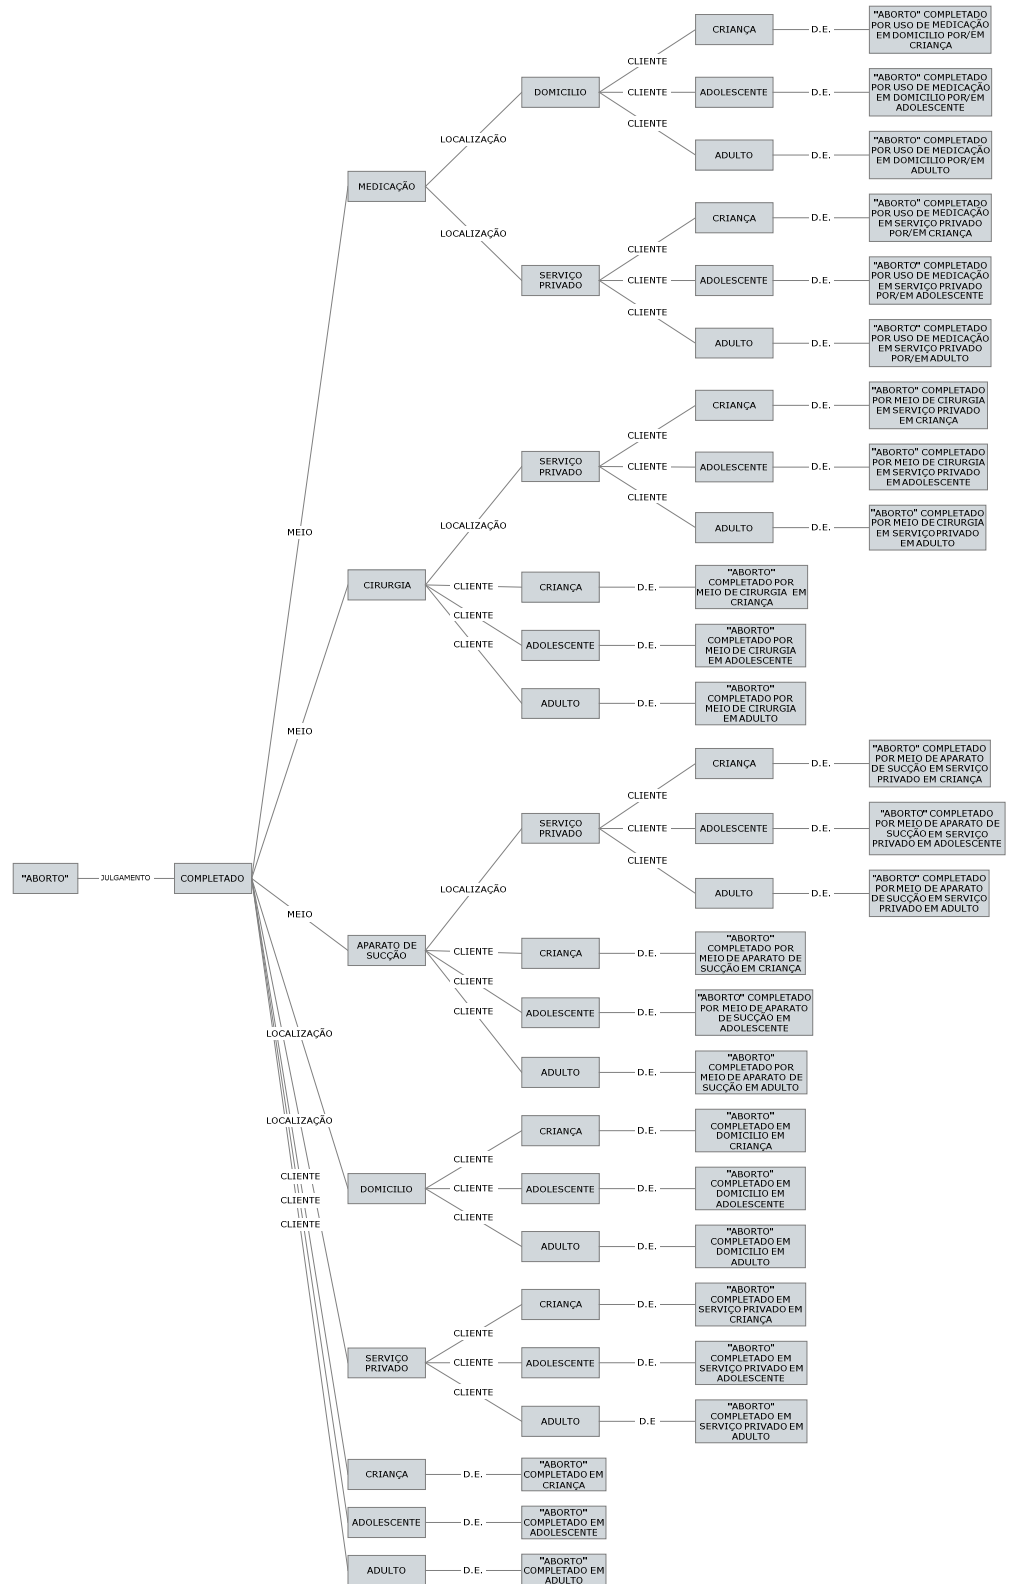 "ABORTO"
JULGAMENTO
COMPLETADO
MEIO
MEDICAÇÃO
LOCALIZAÇÃO
DOMICILIO
CLIENTE
CRIANÇA
D.E.
"ABORTO" COMPLETADO
POR USO DE MEDICAÇÃO
EM DOMICILIO POR/EM
CRIANÇA
CLIENTE
ADOLESCENTE
D.E.
"ABORTO" COMPLETADO
POR USO DE MEDICAÇÃO
EM DOMICILIO POR/EM
ADOLESCENTE
CLIENTE
ADULTO
D.E.
"ABORTO" COMPLETADO
POR USO DE MEDICAÇÃO
EM DOMICILIO POR/EM
ADULTO
LOCALIZAÇÃO
SERVIÇO
PRIVADO
CLIENTE
CRIANÇA
D.E.
"ABORTO" COMPLETADO
POR USO DE MEDICAÇÃO
EM SERVIÇO PRIVADO
POR/EM CRIANÇA
CLIENTE
ADOLESCENTE
D.E.
"ABORTO" COMPLETADO
POR USO DE MEDICAÇÃO
EM SERVIÇO PRIVADO
POR/EM ADOLESCENTE
CLIENTE
ADULTO
D.E.
"ABORTO" COMPLETADO
POR USO DE MEDICAÇÃO
EM SERVIÇO PRIVADO
POR/EM ADULTO
MEIO
CIRURGIA
LOCALIZAÇÃO
SERVIÇO
PRIVADO
CLIENTE
CRIANÇA
D.E.
"ABORTO" COMPLETADO
POR MEIO DE CIRURGIA
EM SERVIÇO PRIVADO
EM CRIANÇA
CLIENTE
ADOLESCENTE
D.E.
"ABORTO" COMPLETADO
POR MEIO DE CIRURGIA
EM SERVIÇO PRIVADO
EM ADOLESCENTE
CLIENTE
ADULTO
D.E.
"ABORTO" COMPLETADO
POR MEIO DE CIRURGIA
EM SERVIÇO PRIVADO
EM ADULTO
CLIENTE
CRIANÇA
D.E.
"ABORTO"
COMPLETADO POR
MEIO DE CIRURGIA EM
CRIANÇA
CLIENTE
ADOLESCENTE
D.E.
"ABORTO"
COMPLETADO POR
MEIO DE CIRURGIA
EM ADOLESCENTE
CLIENTE
ADULTO
D.E.
"ABORTO"
COMPLETADO POR
MEIO DE CIRURGIA
EM ADULTO
MEIO
APARATO DE
SUCÇÃO
LOCALIZAÇÃO
SERVIÇO
PRIVADO
CLIENTE
CRIANÇA
D.E.
"ABORTO" COMPLETADO
POR MEIO DE APARATO
DE SUCÇÃO EM SERVIÇO
PRIVADO EM CRIANÇA
CLIENTE
ADOLESCENTE
D.E.
"ABORTO" COMPLETADO
POR MEIO DE APARATO DE
SUCÇÃO EM SERVIÇO
PRIVADO EM ADOLESCENTE
CLIENTE
ADULTO
D.E.
"ABORTO" COMPLETADO
POR MEIO DE APARATO
DE SUCÇÃO EM SERVIÇO
PRIVADO EM ADULTO
CLIENTE
CRIANÇA
D.E.
"ABORTO"
COMPLETADO POR
MEIO DE APARATO DE
SUCÇÃO EM CRIANÇA
CLIENTE
ADOLESCENTE
D.E.
"ABORTO" COMPLETADO
POR MEIO DE APARATO
DE SUCÇÃO EM
ADOLESCENTE
CLIENTE
ADULTO
D.E.
"ABORTO"
COMPLETADO POR
MEIO DE APARATO DE
SUCÇÃO EM ADULTO
LOCALIZAÇÃO
DOMICILIO
CLIENTE
CRIANÇA
D.E.
"ABORTO"
COMPLETADO EM
DOMICILIO EM
CRIANÇA
CLIENTE
ADOLESCENTE
D.E.
"ABORTO"
COMPLETADO EM
DOMICILIO EM
ADOLESCENTE
CLIENTE
ADULTO
D.E.
"ABORTO"
COMPLETADO EM
DOMICILIO EM
ADULTO
LOCALIZAÇÃO
SERVIÇO
PRIVADO
CLIENTE
CRIANÇA
D.E.
"ABORTO"
COMPLETADO EM
SERVIÇO PRIVADO EM
CRIANÇA
CLIENTE
ADOLESCENTE
D.E.
"ABORTO"
COMPLETADO EM
SERVIÇO PRIVADO EM
ADOLESCENTE
CLIENTE
ADULTO
D.E
"ABORTO"
COMPLETADO EM
SERVIÇO PRIVADO EM
ADULTO
CLIENTE
CRIANÇA
D.E.
"ABORTO"
COMPLETADO EM
CRIANÇA
CLIENTE
ADOLESCENTE
D.E.
"ABORTO"
COMPLETADO EM
ADOLESCENTE
CLIENTE
ADULTO
D.E.
"ABORTO"
COMPLETADO EM
ADULTO